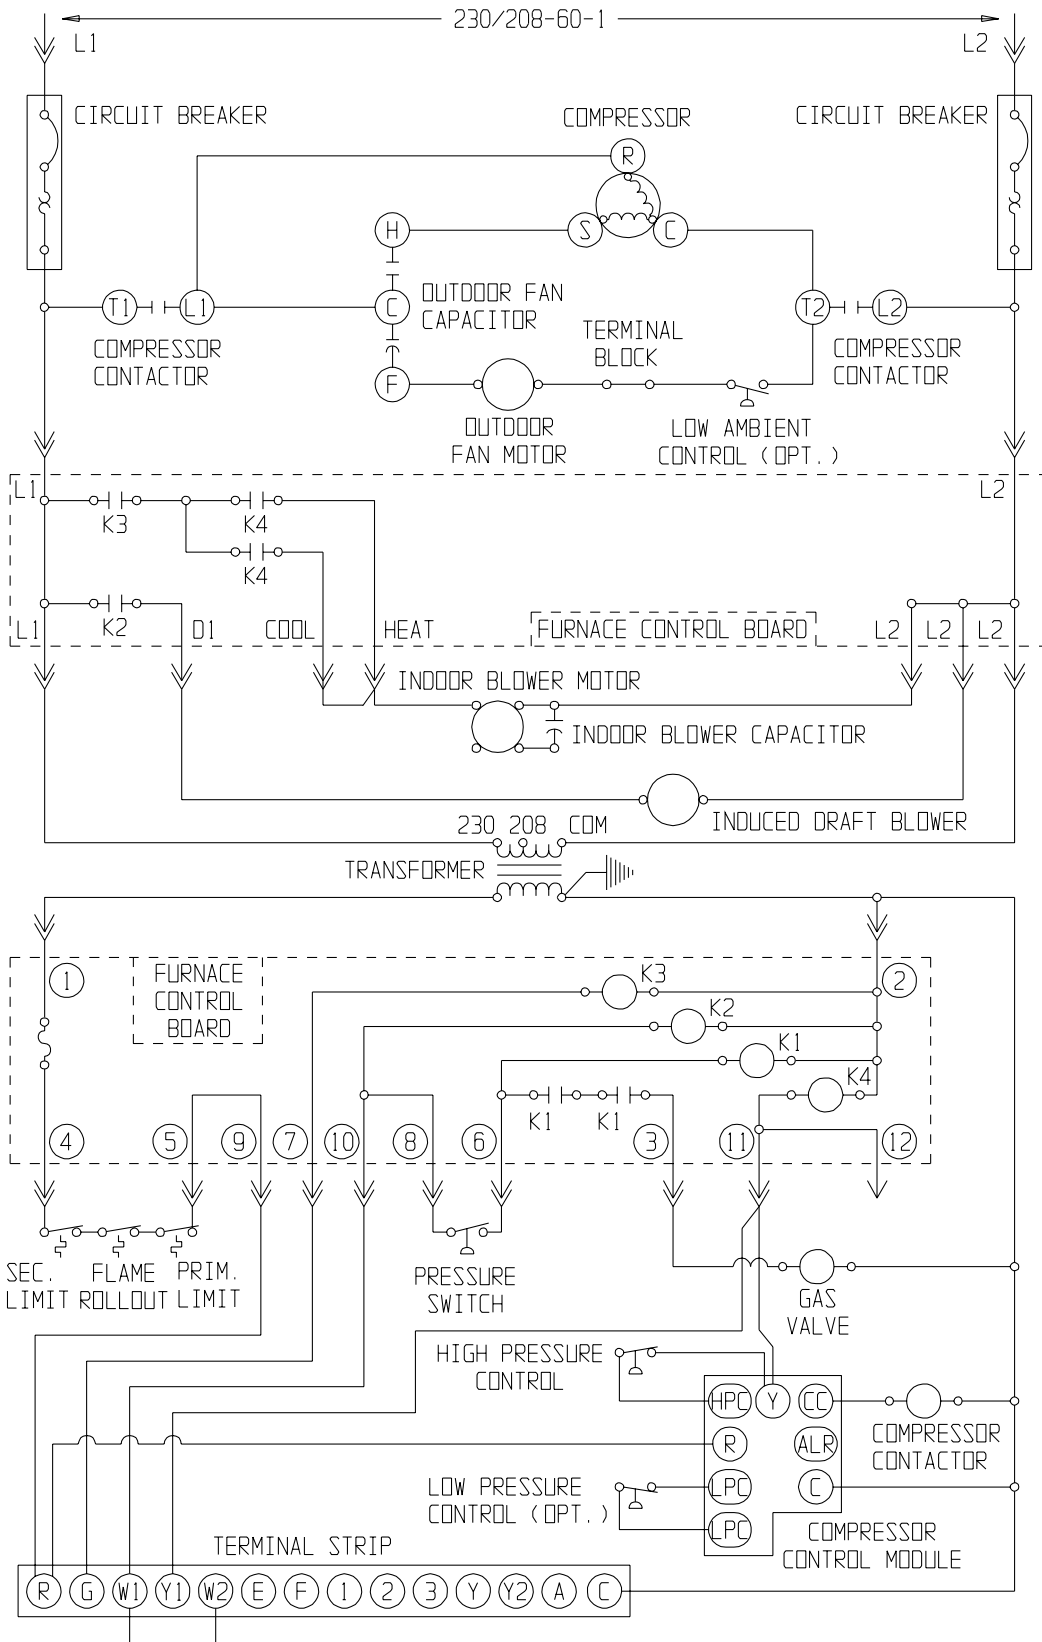 230/208-60-1
L1
L2
CIRCUIT BREAKER
COMPRESSOR
CIRCUIT BREAKER
R
H
S
C
T1
L1
C
OUTDOOR FAN
CAPACITOR
T2
L2
TERMINAL
BLOCK
COMPRESSOR
CONTACTOR
COMPRESSOR
CONTACTOR
F
OUTDOOR
FAN MOTOR
LOW AMBIENT
CONTROL (OPT.)
L1
L2
K3
K4
K4
K2
L1
D1
COOL
HEAT
FURNACE CONTROL BOARD
L2
L2
L2
INDOOR BLOWER MOTOR
INDOOR BLOWER CAPACITOR
INDUCED DRAFT BLOWER
230 208 COM
TRANSFORMER
1
FURNACE
CONTROL
BOARD
K3
2
K2
K1
K4
K1
K1
4
5
9
7
10
8
6
3
11
12
SEC.
LIMIT
FLAME
ROLLOUT
PRIM.
LIMIT
PRESSURE
SWITCH
GAS
VALVE
HIGH PRESSURE
CONTROL
HPC
Y
CC
COMPRESSOR
CONTACTOR
R
ALR
LOW PRESSURE
CONTROL (OPT.)
LPC
C
LPC
COMPRESSOR
CONTROL MODULE
TERMINAL STRIP
R G W1 Y1 W2 E F 1 2 3 Y Y2 A C